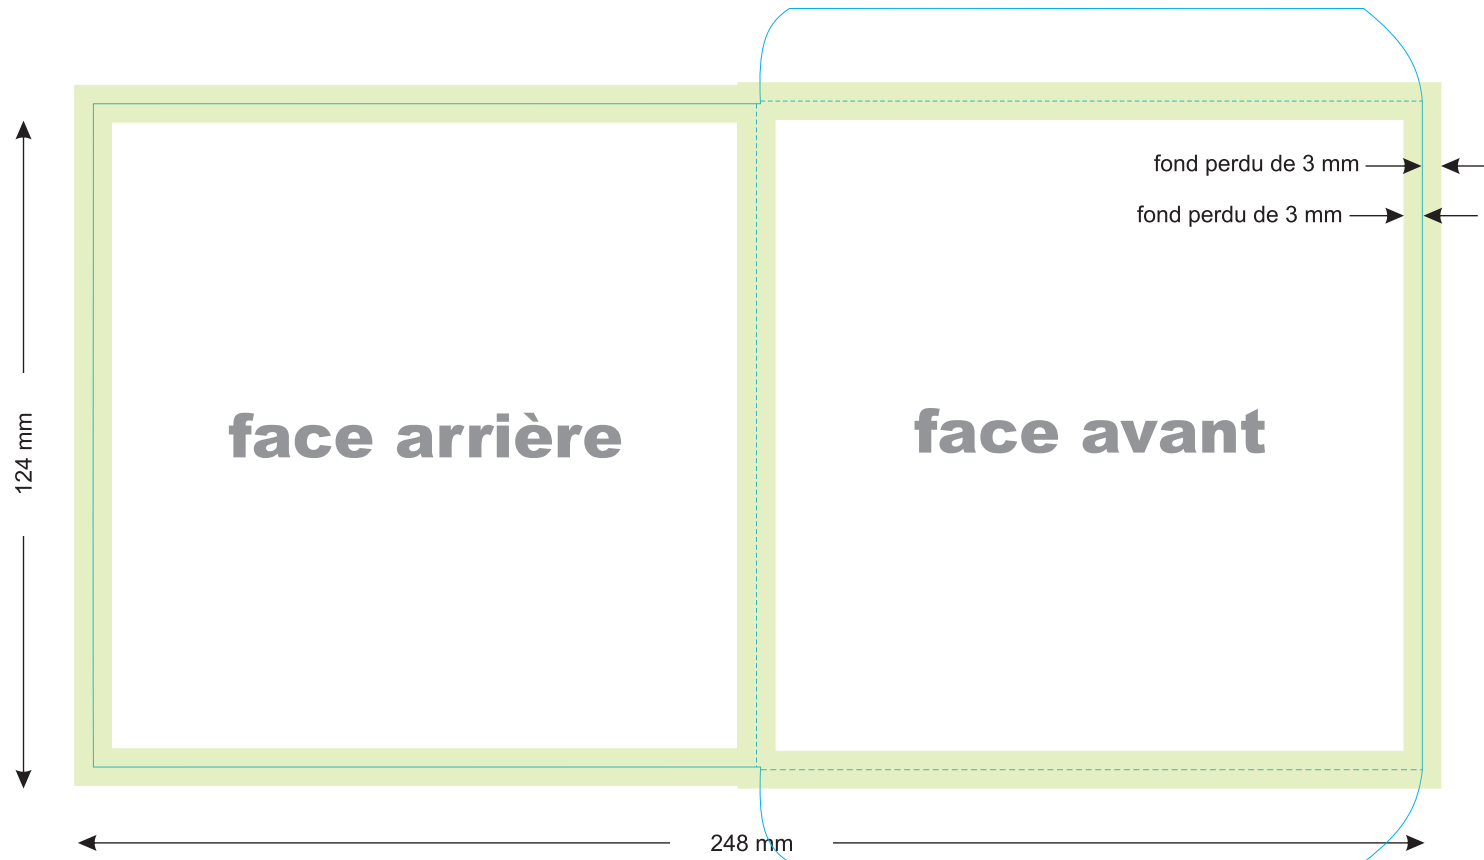 fond perdu de 3 mm
fond perdu de 3 mm
face arrière
face avant
124 mm
248 mm